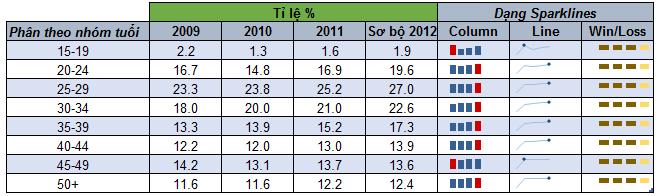 Tỉ lệ % Dạng Sparklines
Phân theo nhóm tuổi 2009 2010 2011 Sơ bộ 2012 Column Line Win/Loss
15-19 2.2 1.3 1.6 1.9
20-24 16.7 14.8 16.9 19.6
25-29 23.3 23.8 25.2 27.0
30-34 18.0 20.0 21.0 22.6
35-39 13.3 13.9 15.2 17.3
40-44 12.2 12.0 13.0 13.9
45-49 14.2 13.1 13.7 13.6
50+ 11.6 11.6 12.2 12.4